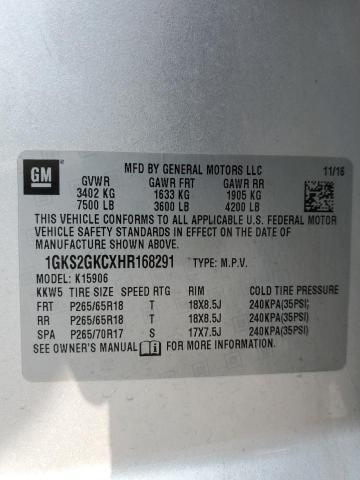 GM
MFD BY GENERAL MOTORS LLC 11/16
GVWR GAWR FRT GAWR RR
3402 KG 1633 KG 1905 KG
7500 LB 3600 LB 4200 LB
THIS VEHICLE CONFORMS TO ALL APPLICABLE U.S. FEDERAL MOTOR
VEHICLE SAFETY STANDARDS IN EFFECT ON THE DATE OF
MANUFACTURE SHOWN ABOVE.
1GKS2GKCXHR168291 TYPE: M.P.V.
MODEL: K15906
KKW5 TIRE SIZE SPEED RTG RIM COLD TIRE PRESSURE
FRT P265/65R18 T 18X8.5J 240KPA(35PSI)
RR P265/65R18 T 18X8.5J 240KPA(35PSI)
SPA P265/70R17 S 17X7.5J 240KPA(35PSI)
SEE OWNER'S MANUAL FOR MORE INFORMATION